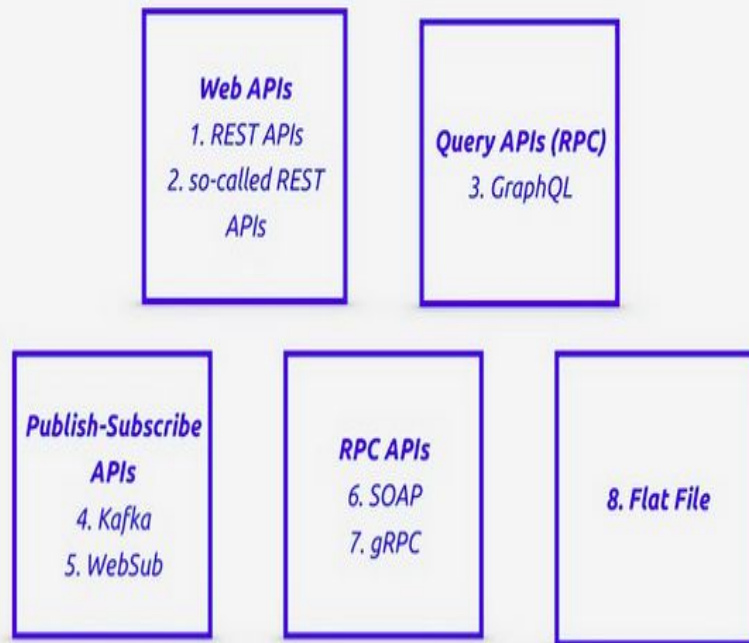 Web APIs
1. REST APIs
2. so-called REST
APIs
Query APIs (RPC)
3. GraphQL
Publish-Subscribe
APIs
4. Kafka
5. WebSub
RPC APIs
6. SOAP
7. gRPC
8. Flat File